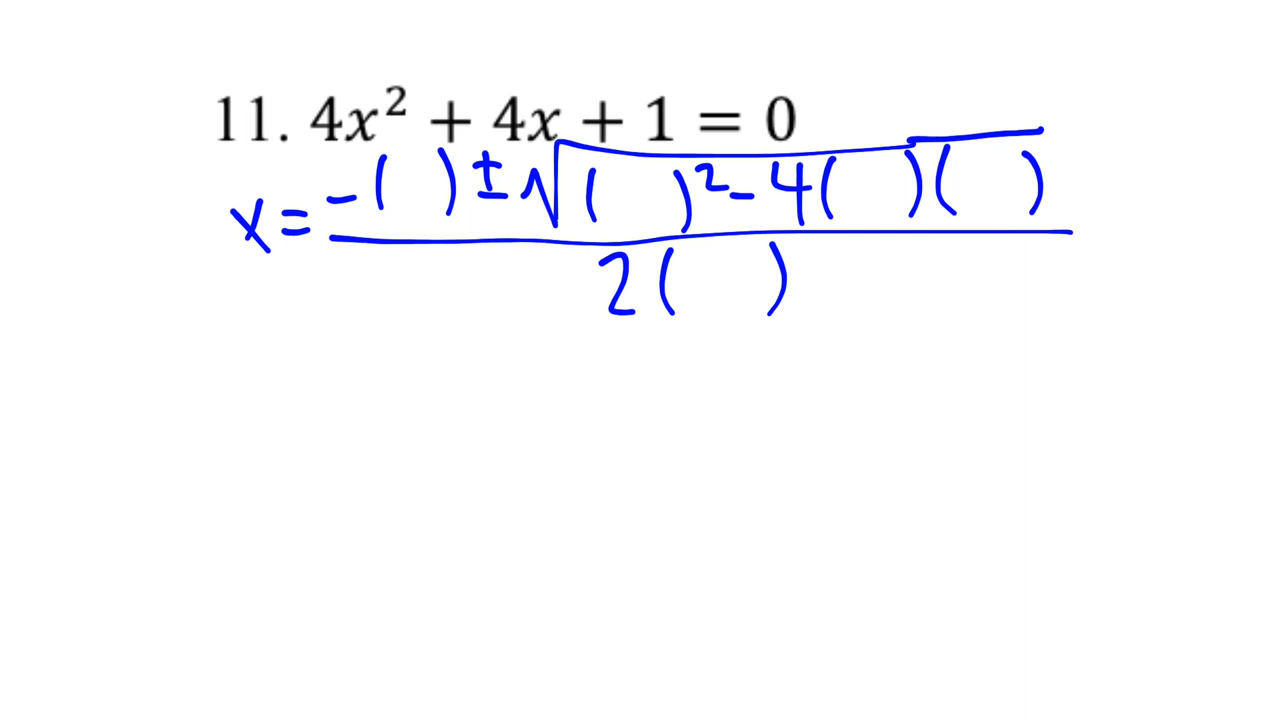 11. 4x² + 4x + 1 = 0
x = -( ) ± √( )² - 4( )( )
2( )